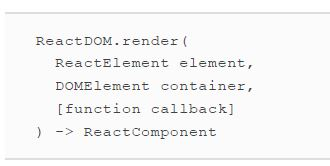 ReactDOM.render(
  ReactElement element,
  DOMElement container,
  [function callback]
) -> ReactComponent